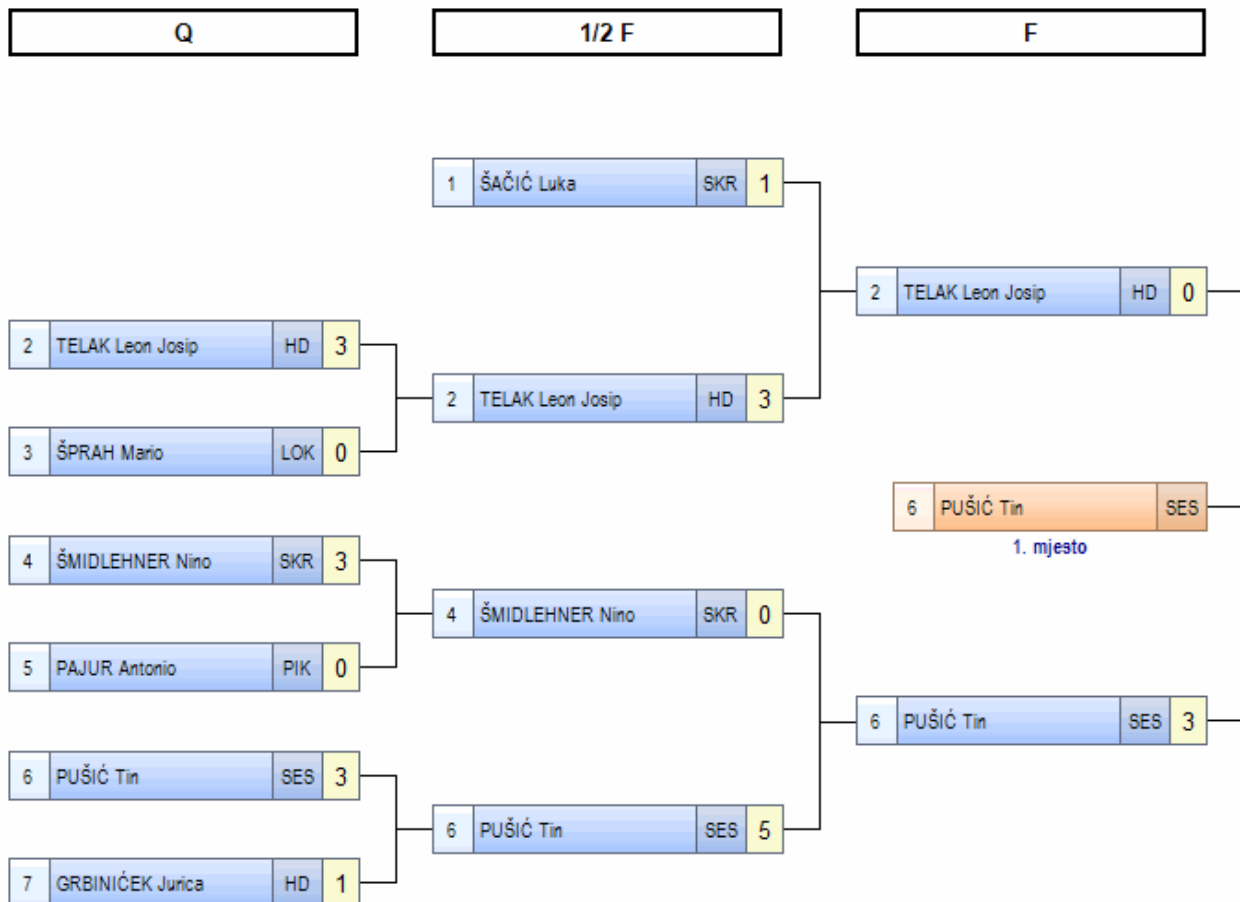 Q
1/2 F
F
1 ŠAČIĆ Luka SKR 1
2 TELAK Leon Josip HD 0
2 TELAK Leon Josip HD 3
2 TELAK Leon Josip HD 3
3 ŠPRAH Mario LOK 0
6 PUŠIĆ Tin SES
1. mjesto
4 ŠMIDLEHNER Nino SKR 3
4 ŠMIDLEHNER Nino SKR 0
5 PAJUR Antonio PIK 0
6 PUŠIĆ Tin SES 3
6 PUŠIĆ Tin SES 3
6 PUŠIĆ Tin SES 5
7 GRBINIĆEK Jurica HD 1